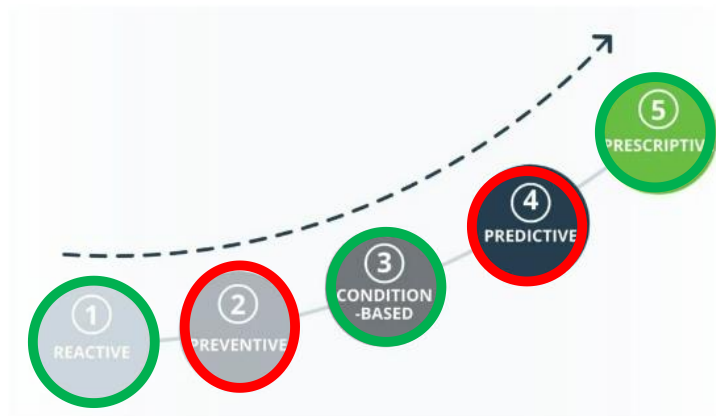 1
REACTIVE
2
PREVENTIVE
3
CONDITION
-BASED
4
PREDICTIVE
5
PRESCRIPTIV